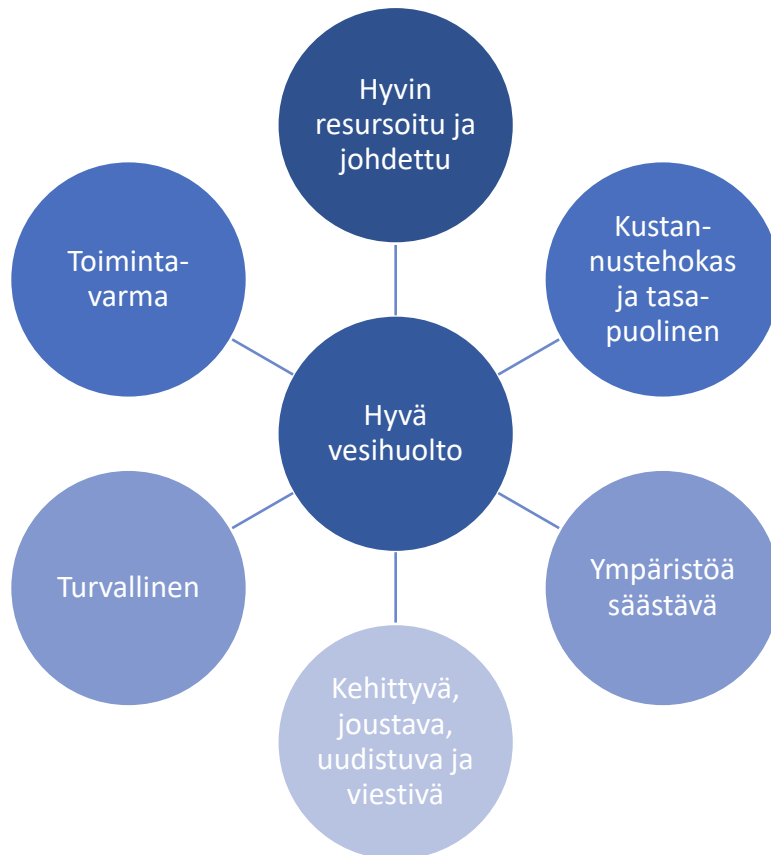 Hyvin
resursoitu ja
johdettu
Kustan-
nustehokas
ja tasa-
puolinen
Ympäristöä
säästävä
Kehittyvä,
joustava,
uudistuva ja
viestivä
Turvallinen
Toiminta-
varma
Hyvä
vesihuolto